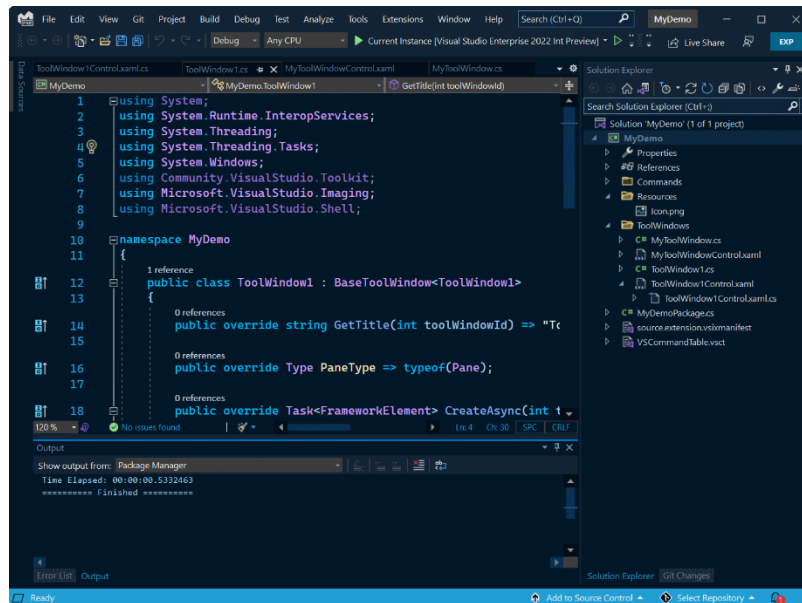 File Edit View Git Project Build Debug Test Analyze Tools Extensions Window Help Search (Ctrl+Q) MyDemo
Debug Any CPU Current Instance [Visual Studio Enterprise 2022 Int Preview] Live Share EXP
Data Sources
ToolWindow1Control.xaml.cs ToolWindow1.cs MyToolWindowControl.xaml MyToolWindow.cs
MyDemo MyDemo.ToolWindow1 GetTitle(int toolWindowId)
1 using System;
2 using System.Runtime.InteropServices;
3 using System.Threading;
4 using System.Threading.Tasks;
5 using System.Windows;
6 using Community.VisualStudio.Toolkit;
7 using Microsoft.VisualStudio.Imaging;
8 using Microsoft.VisualStudio.Shell;
9
10 namespace MyDemo
11 {
1 reference
12 public class ToolWindow1 : BaseToolWindow<ToolWindow1>
13 {
0 references
14 public override string GetTitle(int toolWindowId) => "To
15
0 references
16 public override Type PaneType => typeof(Pane);
17
0 references
18 public override Task<FrameworkElement> CreateAsync(int t
120 % No issues found Ln: 4 Ch: 30 SPC CRLF
Output
Show output from: Package Manager
Time Elapsed: 00:00:00.5332463
========== Finished ==========
Error List Output
Solution Explorer
Search Solution Explorer (Ctrl+;)
Solution 'MyDemo' (1 of 1 project)
MyDemo
Properties
References
Commands
Resources
Icon.png
ToolWindows
C# MyToolWindow.cs
MyToolWindowControl.xaml
C# ToolWindow1.cs
ToolWindow1Control.xaml
ToolWindow1Control.xaml.cs
C# MyDemoPackage.cs
source.extension.vsixmanifest
VSCommandTable.vsct
Solution Explorer Git Changes
Ready Add to Source Control Select Repository 1